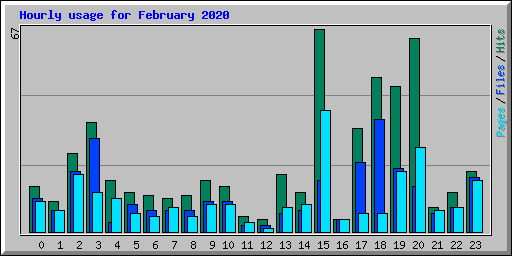 Hourly usage for February 2020
67
Pages / Files / Hits
0 1 2 3 4 5 6 7 8 9 10 11 12 13 14 15 16 17 18 19 20 21 22 23